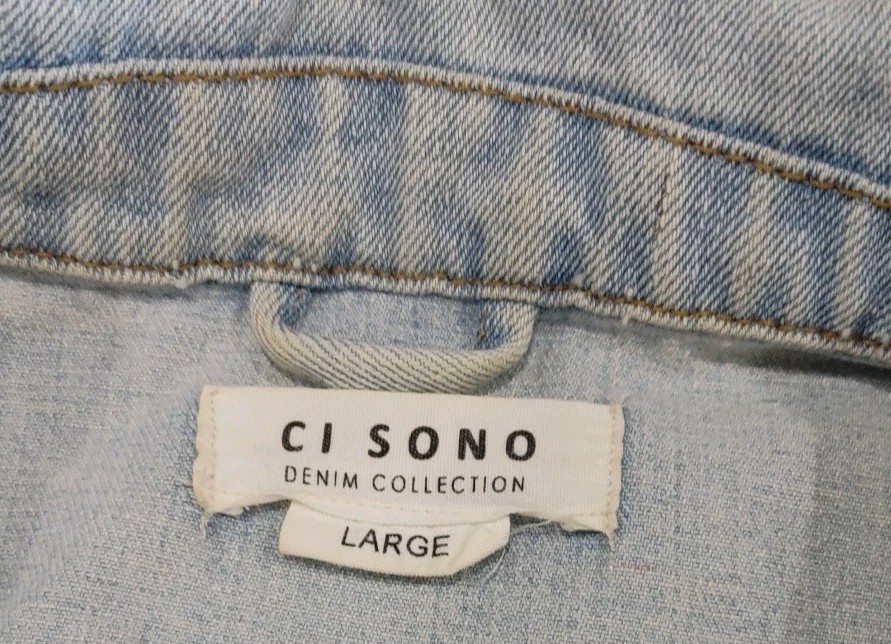 CI SONO
DENIM COLLECTION
LARGE